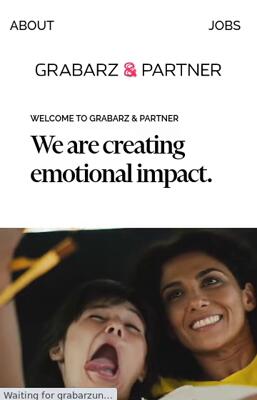 ABOUT
JOBS
GRABARZ & PARTNER
WELCOME TO GRABARZ & PARTNER
We are creating
emotional impact.
Waiting for grabarzun...